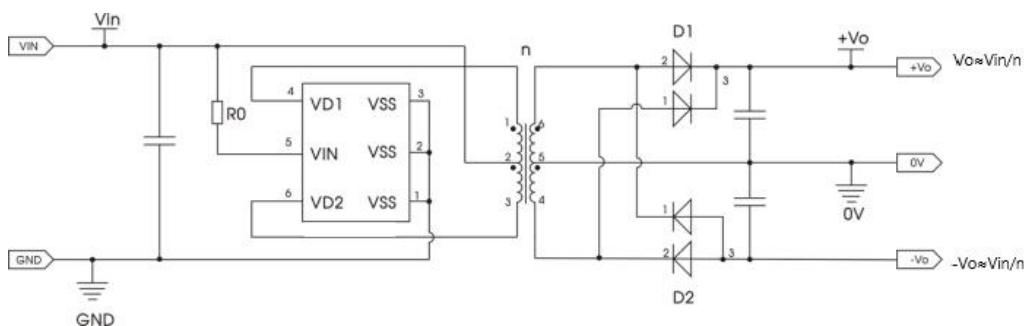 Vin
VIN
R0
4 VD1 VSS 3
5 VIN VSS 2
6 VD2 VSS 1
GND
GND
n
1 6
2 5
3 4
D1
2
1 3
+Vo
+Vo Vo≈Vin/n
0V
0V
1
2 3
D2
-Vo -Vo≈Vin/n